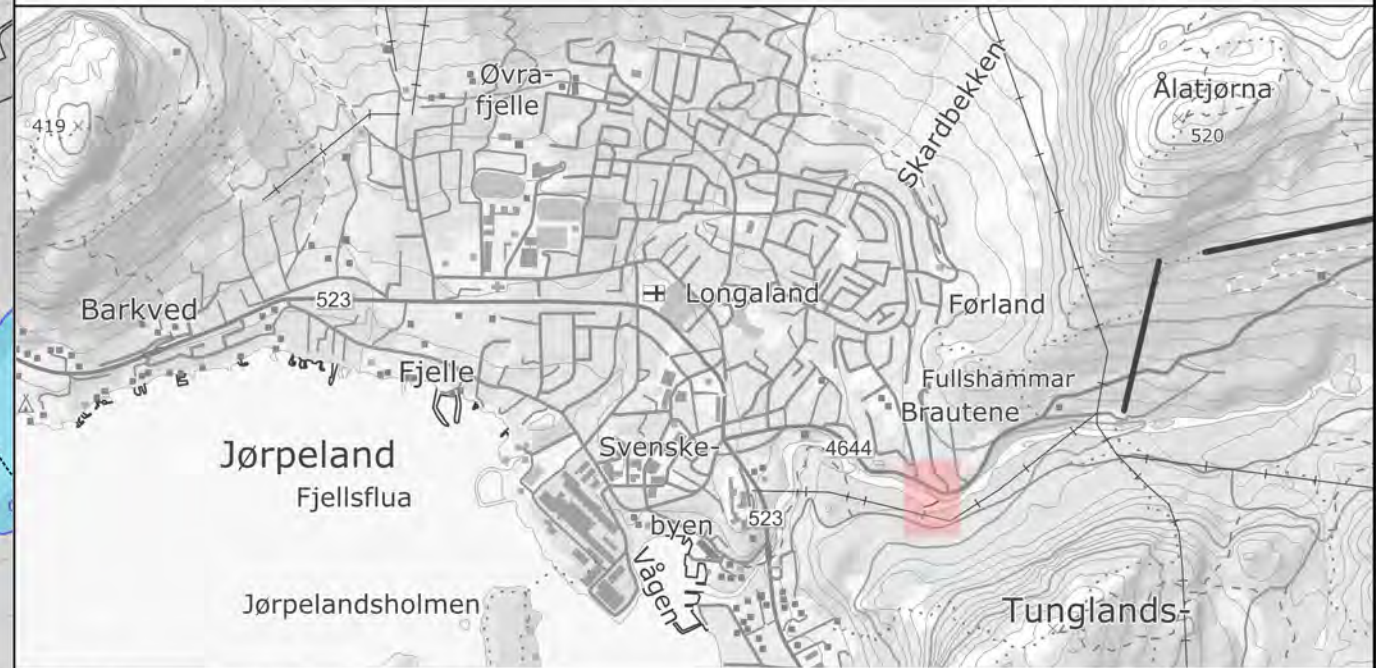 Øvra-
fjelle
Skardbekken
Ålatjørna
520
419
Barkved
523
Longaland
Førland
Fjelle
Fullshammar
Brautene
Jørpeland
Fjellsflua
Svenske-
4644
byen
523
Vågen
Jørpelandsholmen
Tunglands-